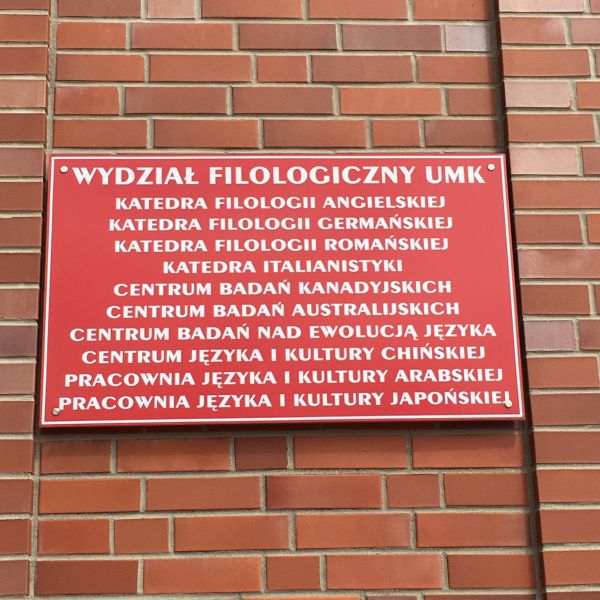 WYDZIAŁ FILOLOGICZNY UMK
KATEDRA FILOLOGII ANGIELSKIEJ
KATEDRA FILOLOGII GERMAŃSKIEJ
KATEDRA FILOLOGII ROMAŃSKIEJ
KATEDRA ITALIANISTYKI
CENTRUM BADAŃ KANADYJSKICH
CENTRUM BADAŃ AUSTRALIJSKICH
CENTRUM BADAŃ NAD EWOLUCJĄ JĘZYKA
CENTRUM JĘZYKA I KULTURY CHIŃSKIEJ
PRACOWNIA JĘZYKA I KULTURY ARABSKIEJ
PRACOWNIA JĘZYKA I KULTURY JAPOŃSKIEJ